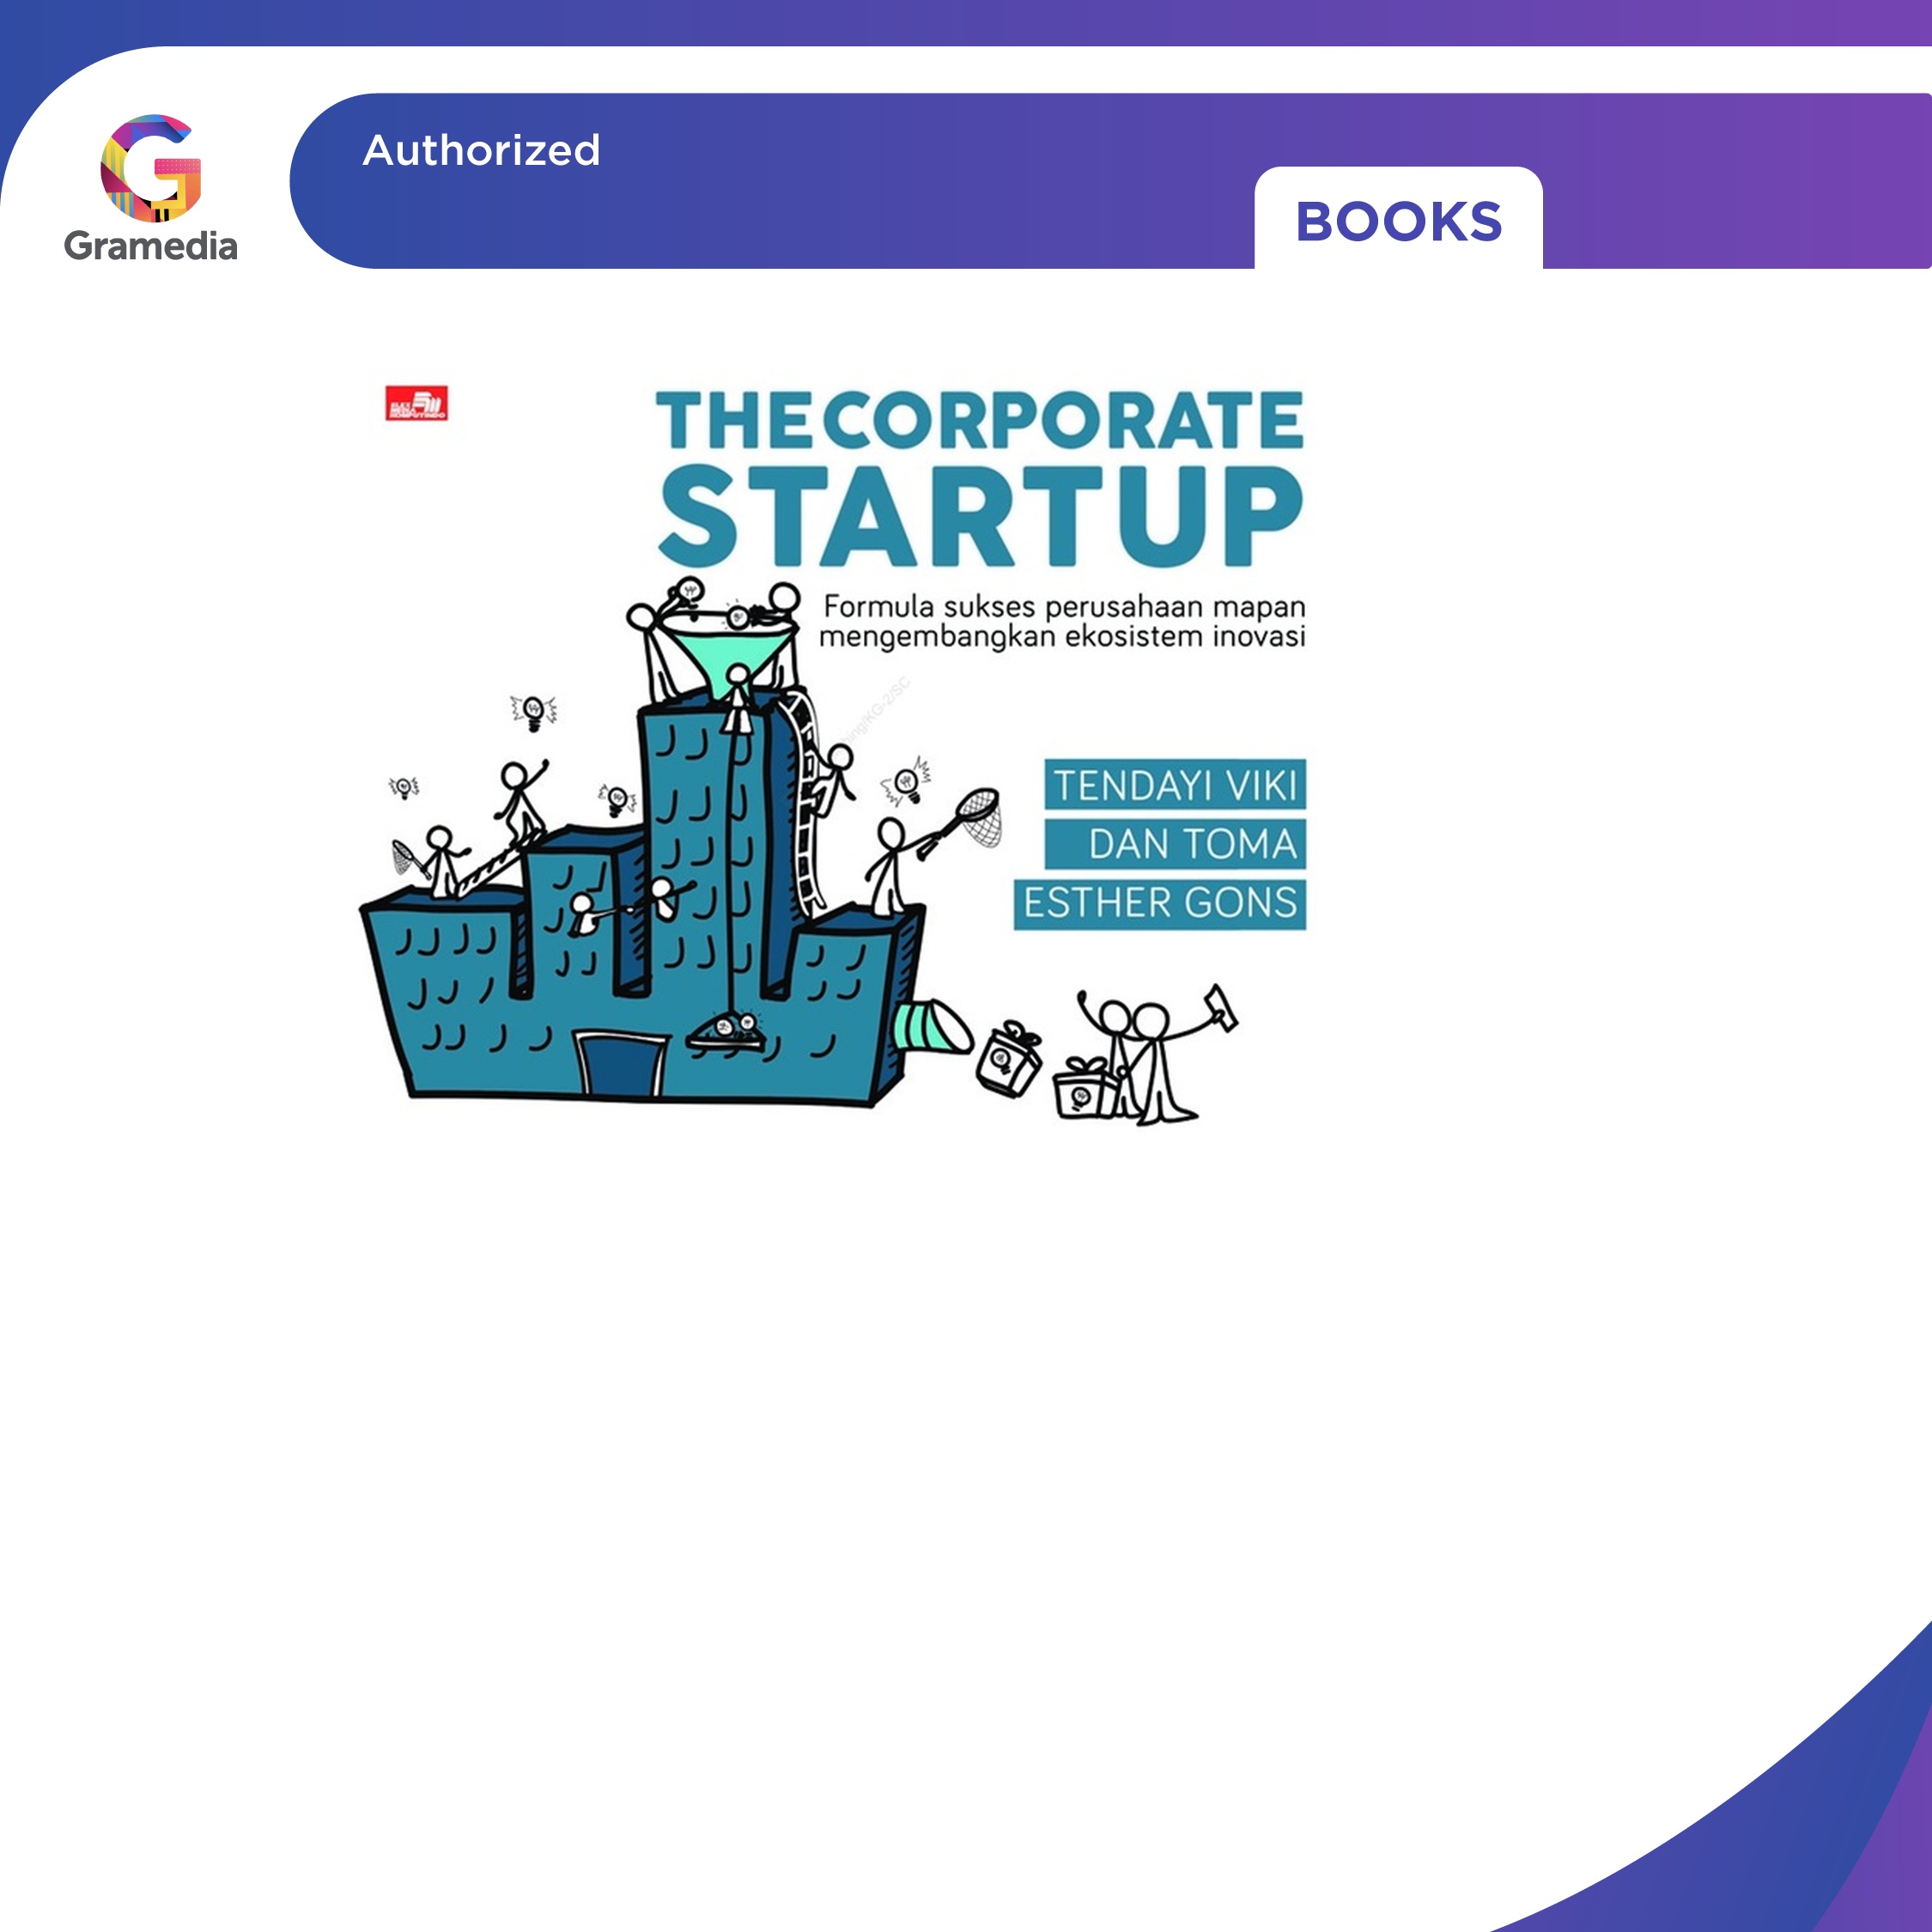 Authorized
BOOKS
Gramedia
ELEX
MEDIA
KOMPUTINDO
THE CORPORATE
STARTUP
Formula sukses perusahaan mapan
mengembangkan ekosistem inovasi
TENDAYI VIKI
DAN TOMA
ESTHER GONS